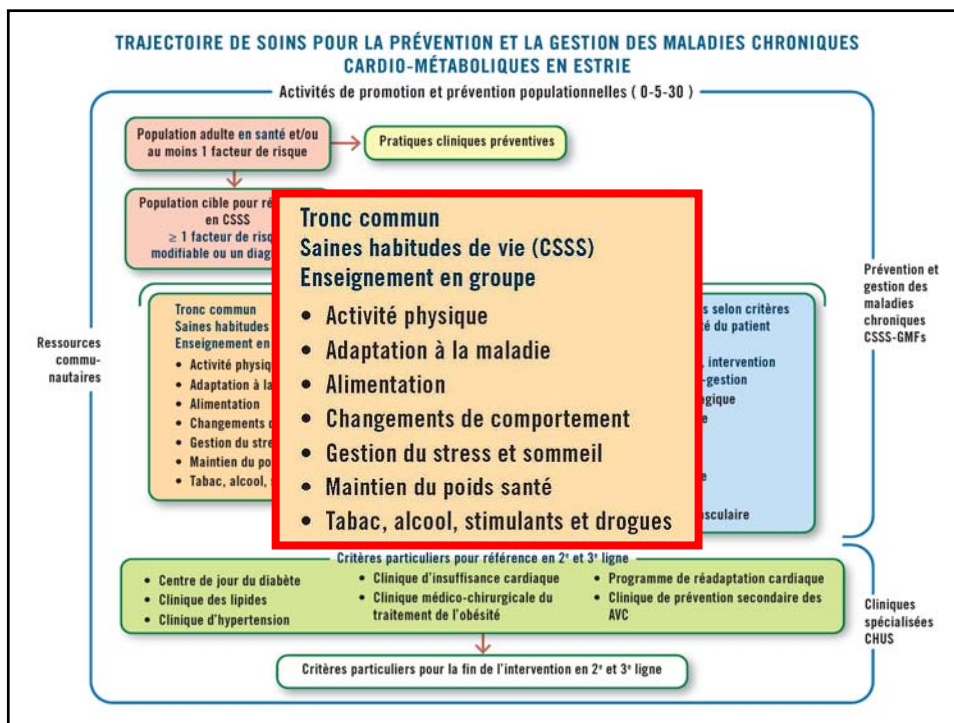 TRAJECTOIRE DE SOINS POUR LA PRÉVENTION ET LA GESTION DES MALADIES CHRONIQUES
CARDIO-MÉTABOLIQUES EN ESTRIE
Activités de promotion et prévention populationnelles ( 0-5-30 )
Population adulte en santé et/ou
au moins 1 facteur de risque
Pratiques cliniques préventives
Population cible pour
en CSSS
≥ 1 facteur de
modifiable ou un
Tronc commun
Saines habitudes de vie (CSSS)
Enseignement en groupe
• Activité physique
• Adaptation à la maladie
• Alimentation
• Changements de comportement
• Gestion du stress et sommeil
• Maintien du poids santé
• Tabac, alcool, stimulants et drogues
Ressources
commu-
nautaires
Tronc commun
Saines habitudes
Enseignement en
• Activité
• Adaptation à la
• Alimentation
• Changements
• Gestion du
• Maintien du
• Tabac, alcool,
selon critères
du patient
, intervention
-gestion
Prévention et
gestion des
maladies
chroniques
CSSS-GMFs
Critères particuliers pour référence en 2e et 3e ligne
• Centre de jour du diabète
• Clinique des lipides
• Clinique d'hypertension
• Clinique d'insuffisance cardiaque
• Clinique médico-chirurgicale du
traitement de l'obésité
• Programme de réadaptation cardiaque
• Clinique de prévention secondaire des
AVC
Cliniques
spécialisées
CHUS
Critères particuliers pour la fin de l'intervention en 2e et 3e ligne